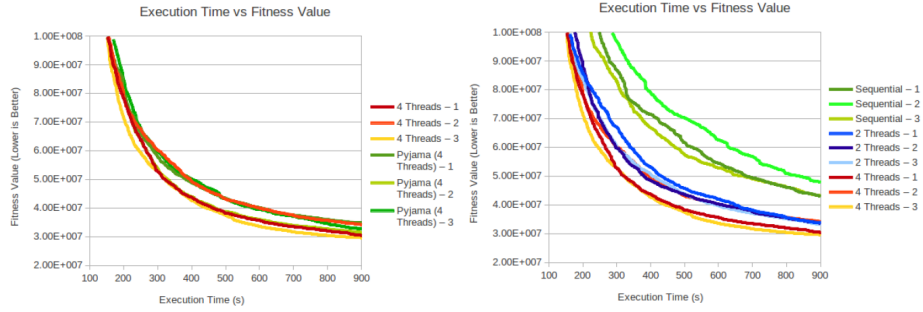 Execution Time vs Fitness Value
Fitness Value (Lower is Better)
1.00E+008
9.00E+007
8.00E+007
7.00E+007
6.00E+007
5.00E+007
4.00E+007
3.00E+007
2.00E+007
100 200 300 400 500 600 700 800 900
Execution Time (s)
4 Threads – 1
4 Threads – 2
4 Threads – 3
Pyjama (4
Threads) – 1
Pyjama (4
Threads) – 2
Pyjama (4
Threads) – 3
Execution Time vs Fitness Value
Fitness Value (Lower is Better)
1.00E+008
9.00E+007
8.00E+007
7.00E+007
6.00E+007
5.00E+007
4.00E+007
3.00E+007
2.00E+007
100 200 300 400 500 600 700 800 900
Execution Time (s)
Sequential – 1
Sequential – 2
Sequential – 3
2 Threads – 1
2 Threads – 2
2 Threads – 3
4 Threads – 1
4 Threads – 2
4 Threads – 3